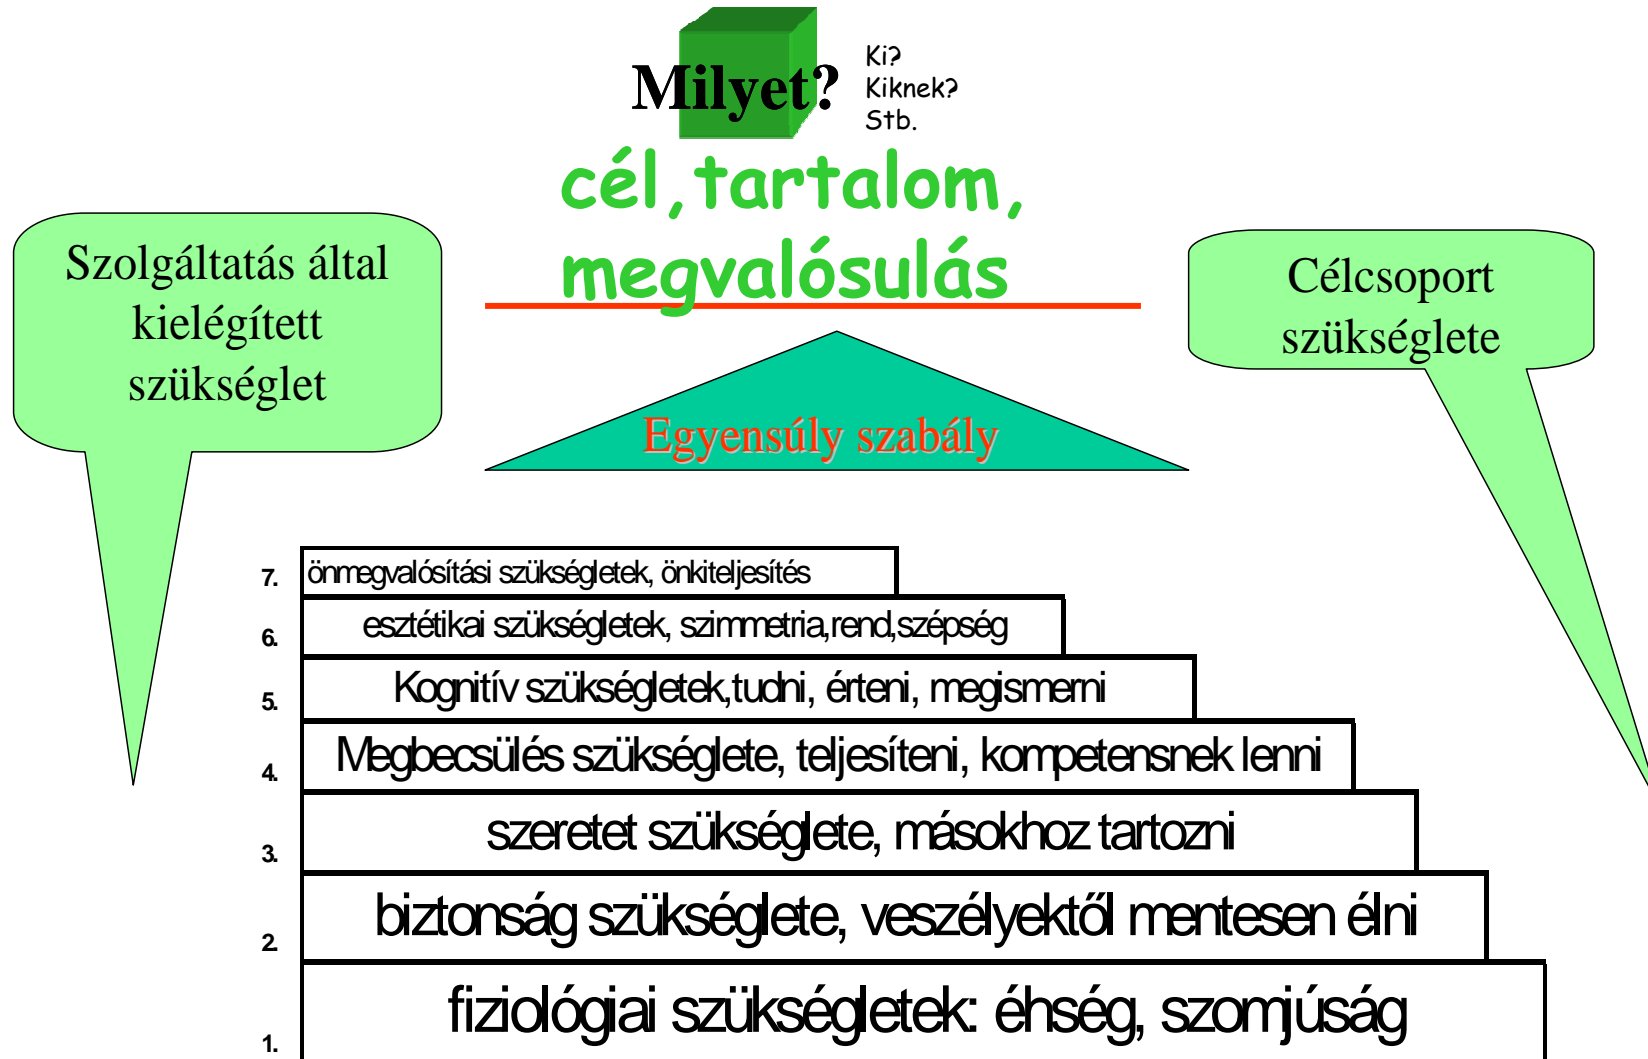 Milyet?
Ki?
Kiknek?
Stb.
cél,tartalom,
megvalósulás
Szolgáltatás által
kielégített
szükséglet
Célcsoport
szükséglete
Egyensúly szabály
7. önmegvalósítási szükségletek, önkiteljesítés
6. esztétikai szükségletek, szimmetria,rend,szépség
5. Kognitív szükségletek,tudni, érteni, megismerni
4. Megbecsülés szükséglete, teljesíteni, kompetensnek lenni
3. szeretet szükséglete, másokhoz tartozni
2. biztonság szükséglete, veszélyektől mentesen élni
1. fiziológiai szükségletek: éhség, szomjúság